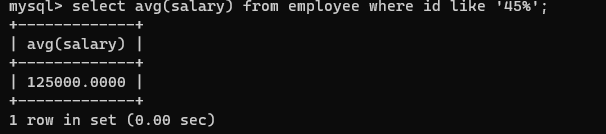 mysql> select avg(salary) from employee where id like '45%';
+-------------+
| avg(salary) |
+-------------+
| 125000.0000 |
+-------------+
1 row in set (0.00 sec)